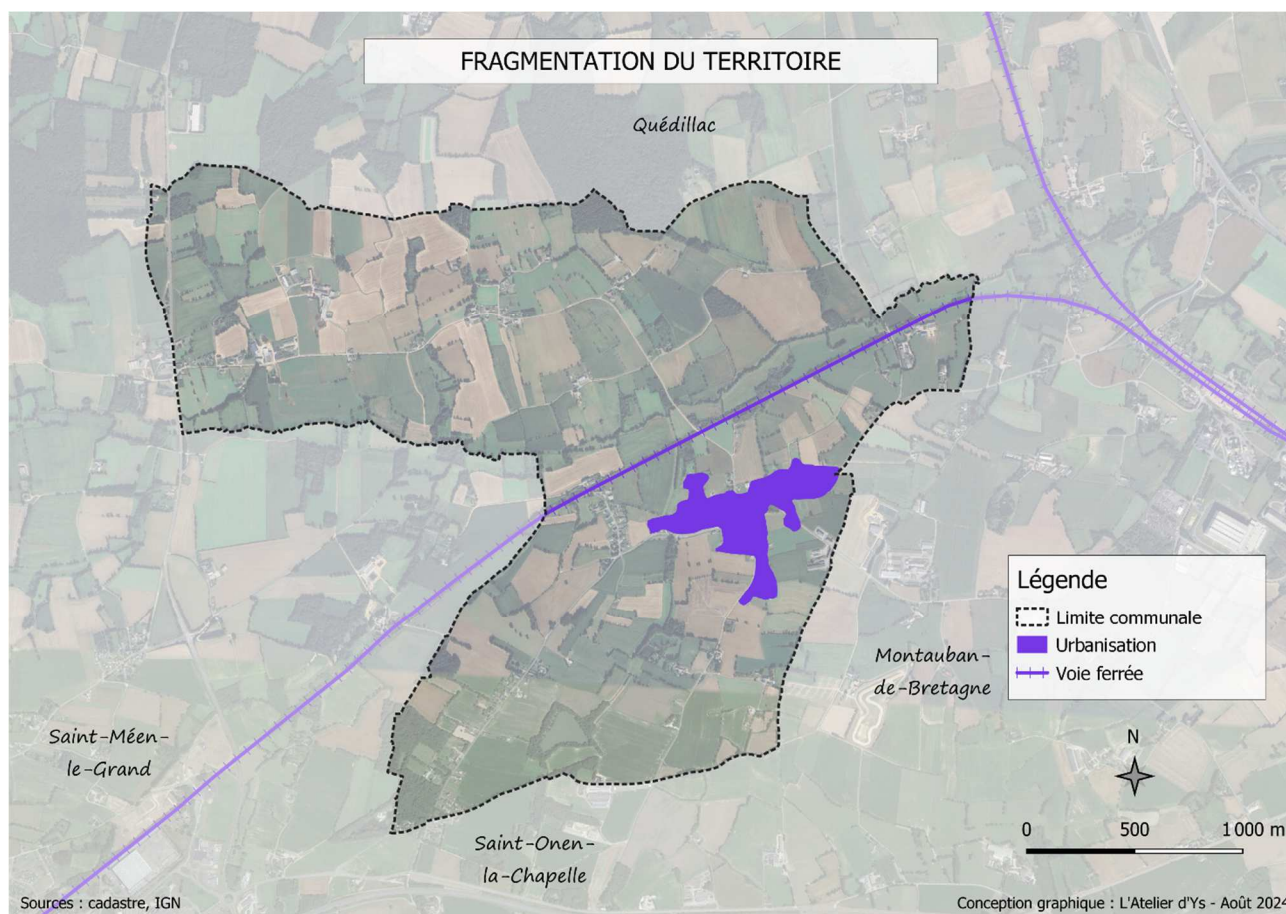 FRAGMENTATION DU TERRITOIRE
Quédillac
Légende
Limite communale
Urbanisation
Voie ferrée
Montauban-
de-Bretagne
Saint-Méen-
le-Grand
N
0 500 1 000 m
Saint-Onen-
la-Chapelle
Sources : cadastre, IGN
Conception graphique : L'Atelier d'Ys - Août 2024